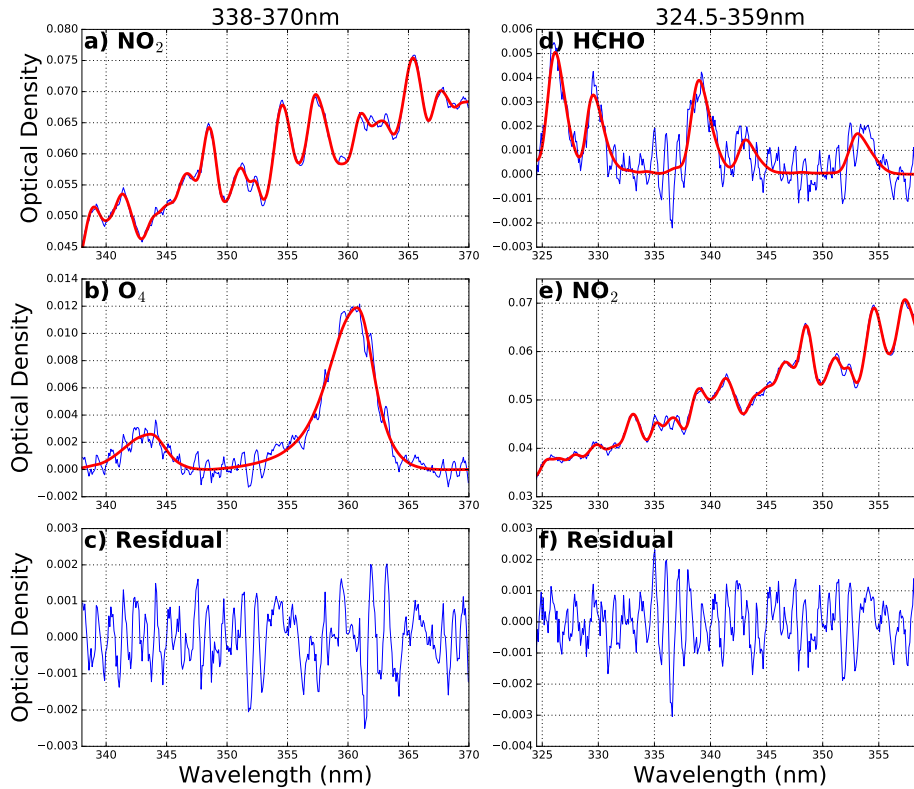 338-370nm
324.5-359nm
a) NO₂
Optical Density
0.080
0.075
0.070
0.065
0.060
0.055
0.050
0.045
340 345 350 355 360 365 370
d) HCHO
0.006
0.005
0.004
0.003
0.002
0.001
0.000
−0.001
−0.002
−0.003
325 330 335 340 345 350 355
b) O₄
Optical Density
0.014
0.012
0.010
0.008
0.006
0.004
0.002
0.000
−0.002
340 345 350 355 360 365 370
e) NO₂
0.07
0.06
0.05
0.04
0.03
325 330 335 340 345 350 355
c) Residual
Optical Density
0.003
0.002
0.001
0.000
−0.001
−0.002
−0.003
340 345 350 355 360 365 370
Wavelength (nm)
f) Residual
0.003
0.002
0.001
0.000
−0.001
−0.002
−0.003
−0.004
325 330 335 340 345 350 355
Wavelength (nm)